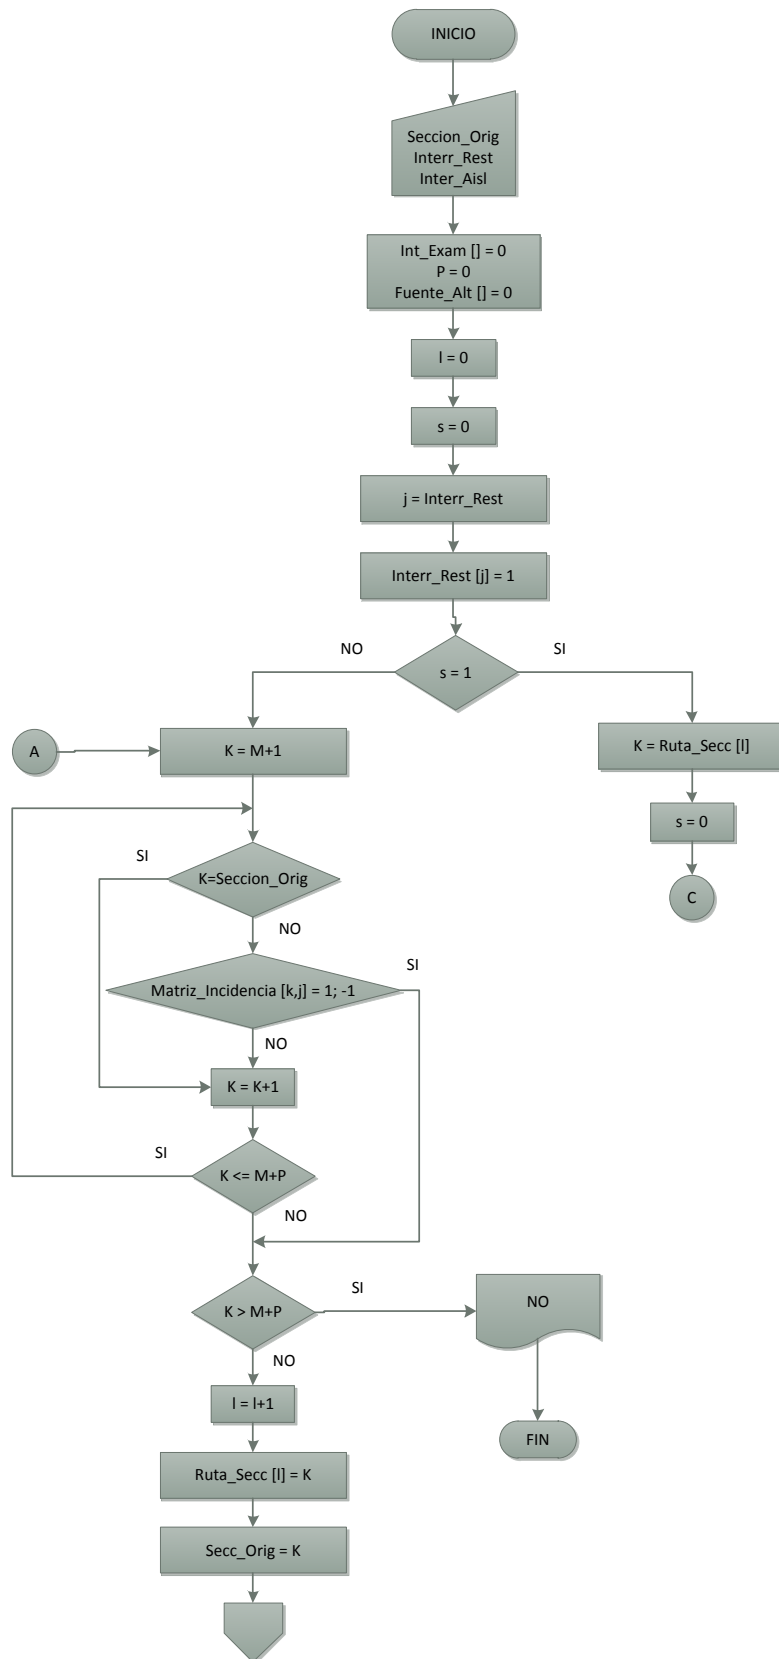 INICIO
Seccion_Orig
Interr_Rest
Inter_Aisl
Int_Exam [] = 0
P = 0
Fuente_Alt [] = 0
l = 0
s = 0
j = Interr_Rest
Interr_Rest [j] = 1
NO
SI
s = 1
A
K = M+1
K = Ruta_Secc [l]
s = 0
SI
K=Seccion_Orig
C
NO
SI
Matriz_Incidencia [k,j] = 1; -1
NO
K = K+1
SI
K <= M+P
NO
SI
K > M+P
NO
NO
l = l+1
FIN
Ruta_Secc [l] = K
Secc_Orig = K